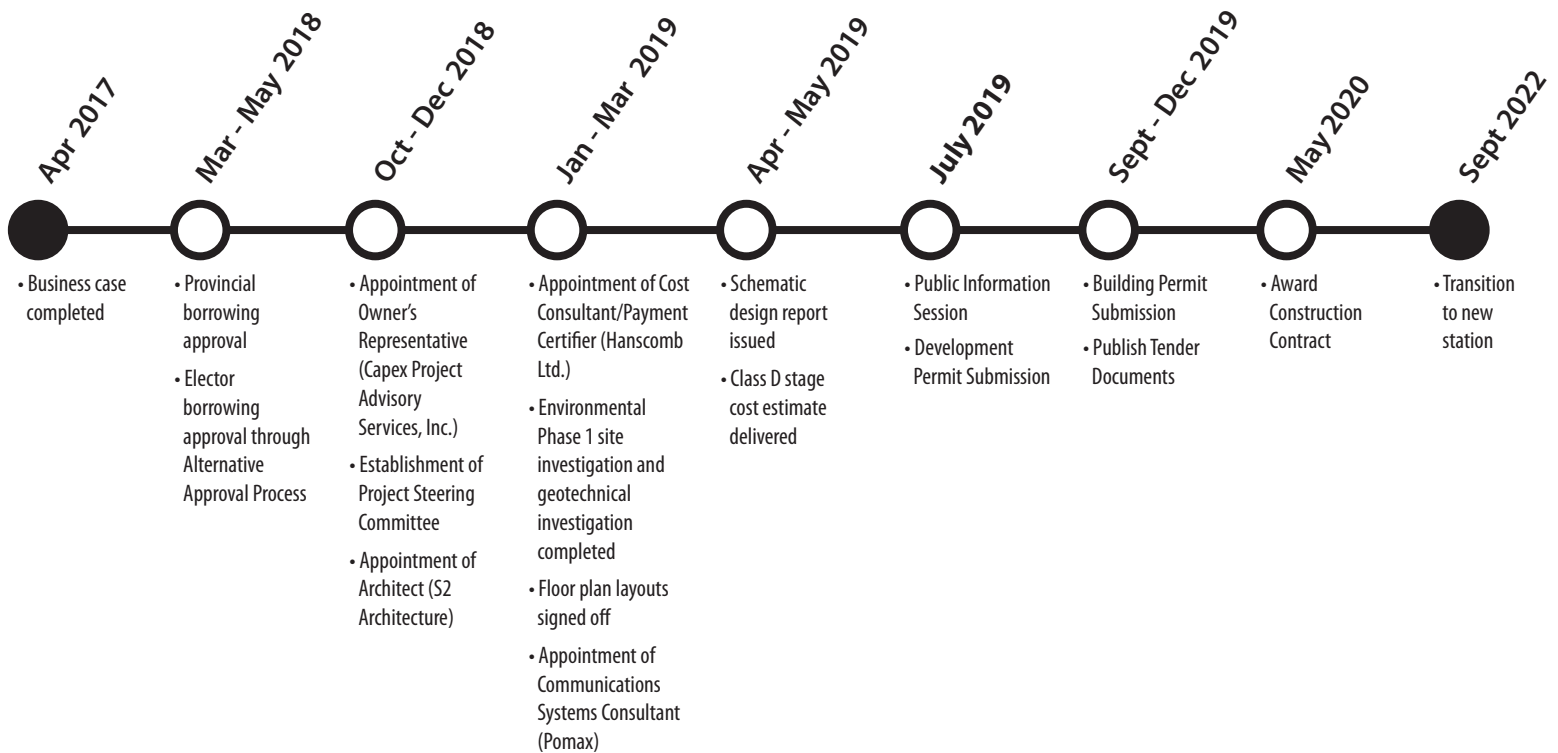 Apr 2017
• Business case
completed
Mar - May 2018
• Provincial
borrowing
approval
• Elector
borrowing
approval through
Alternative
Approval Process
Oct - Dec 2018
• Appointment of
Owner's
Representative
(Capex Project
Advisory
Services, Inc.)
• Establishment of
Project Steering
Committee
• Appointment of
Architect (S2
Architecture)
Jan - Mar 2019
• Appointment of Cost
Consultant/Payment
Certifier (Hanscomb
Ltd.)
• Environmental
Phase 1 site
investigation and
geotechnical
investigation
completed
• Floor plan layouts
signed off
• Appointment of
Communications
Systems Consultant
(Pomax)
Apr - May 2019
• Schematic
design report
issued
• Class D stage
cost estimate
delivered
July 2019
• Public Information
Session
• Development
Permit Submission
Sept - Dec 2019
• Building Permit
Submission
• Publish Tender
Documents
May 2020
• Award
Construction
Contract
Sept 2022
• Transition
to new
station